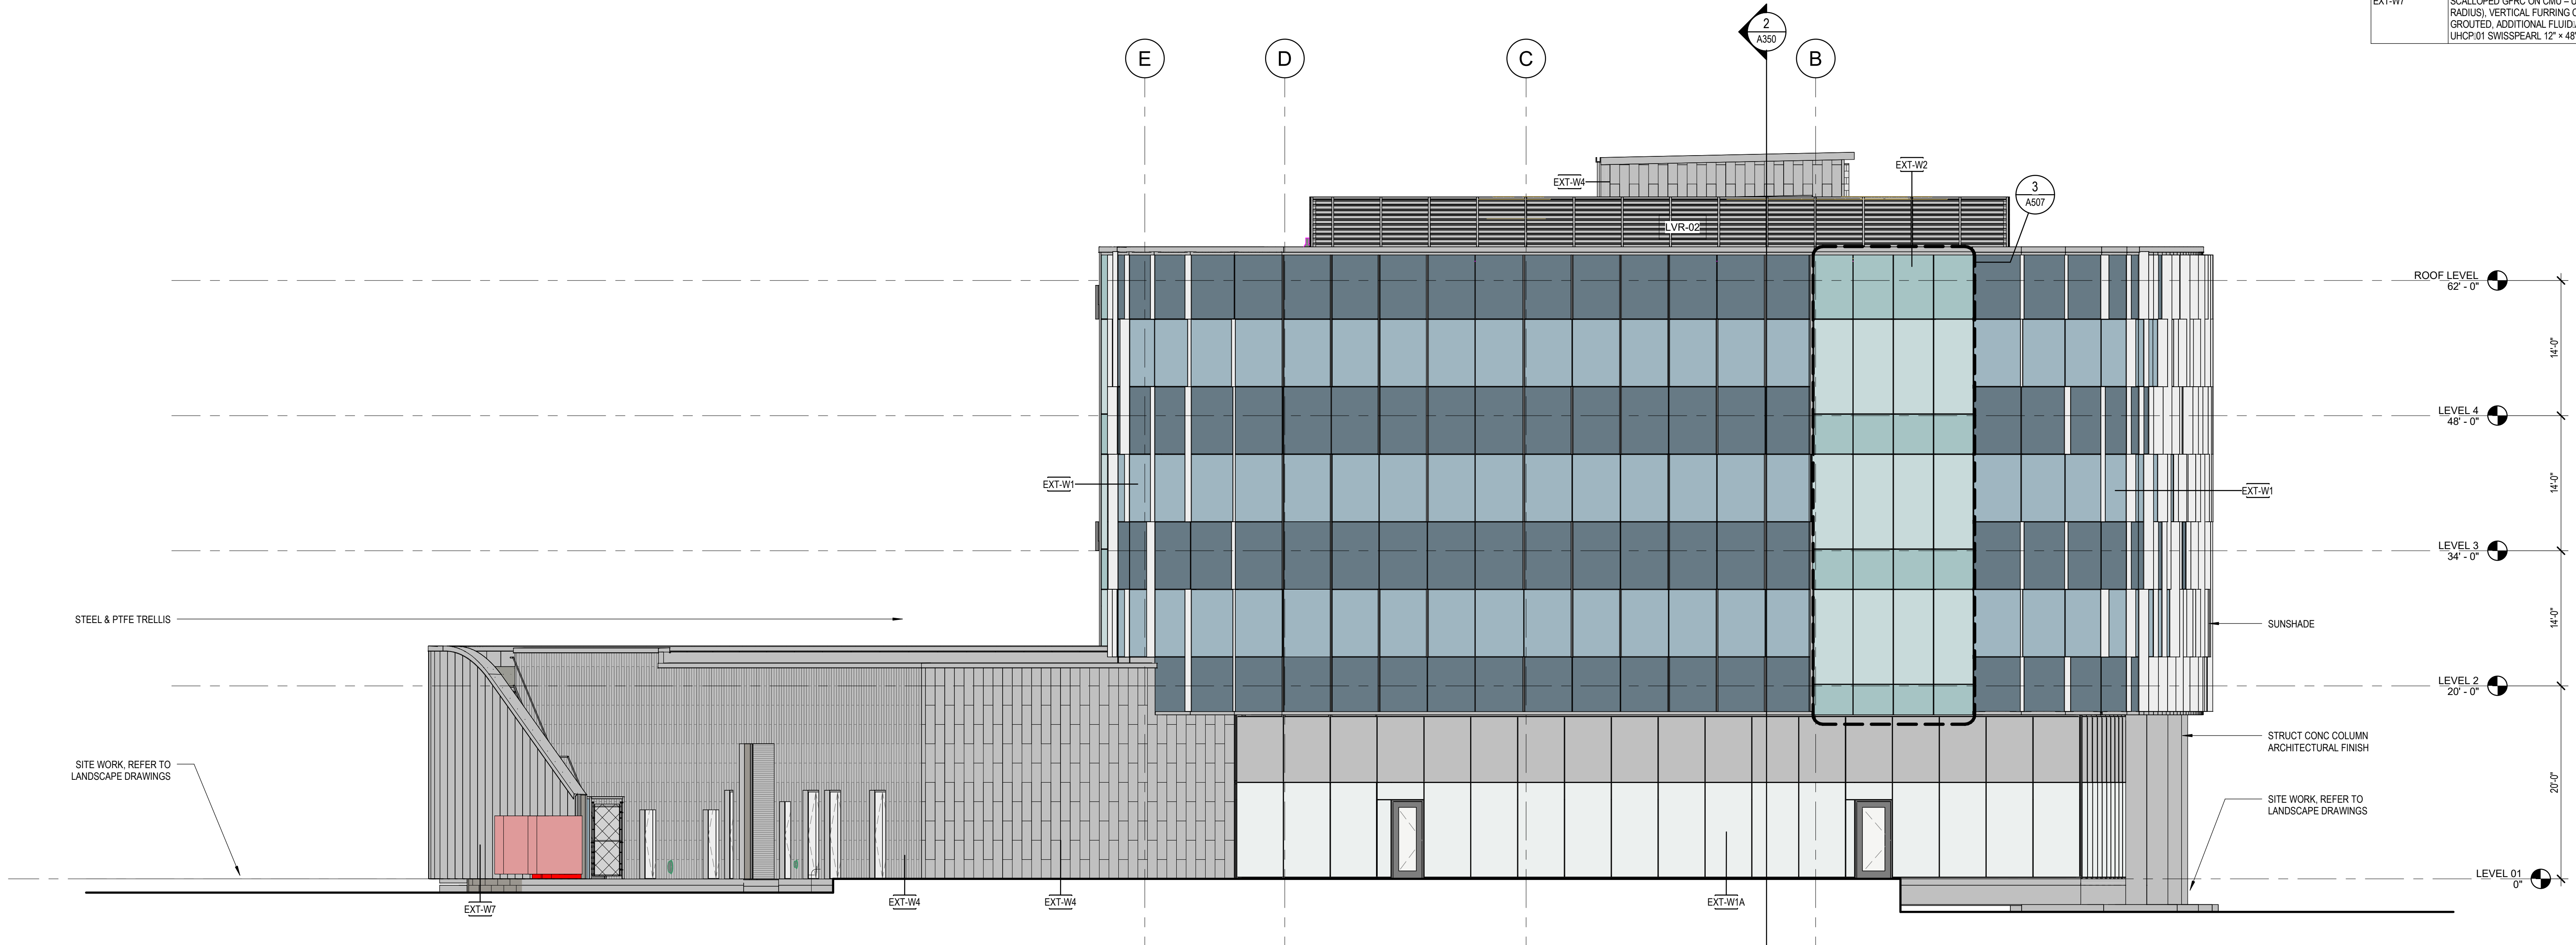 EXT-W7
SCALLOPED GFRC ON CMU – U
RADIUS), VERTICAL FURRING C
GROUTED, ADDITIONAL FLUID
UHCP.01 SWISSPEARL 12" × 48"
2
A350
E
D
C
B
EXT-W2
EXT-W4
3
A507
LVR-02
ROOF LEVEL
62' - 0"
14'-0"
LEVEL 4
48' - 0"
EXT-W1
EXT-W1
14'-0"
LEVEL 3
34' - 0"
14'-0"
STEEL & PTFE TRELLIS
SUNSHADE
LEVEL 2
20' - 0"
STRUCT CONC COLUMN
ARCHITECTURAL FINISH
SITE WORK, REFER TO
LANDSCAPE DRAWINGS
20'-0"
SITE WORK, REFER TO
LANDSCAPE DRAWINGS
LEVEL 01
0"
EXT-W7
EXT-W4
EXT-W4
EXT-W1A